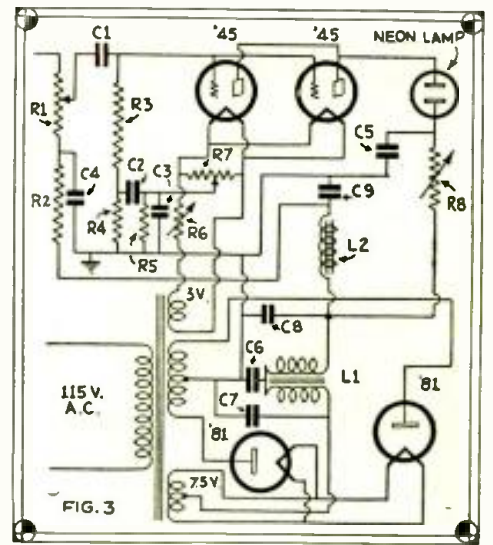 '45
'45
NEON LAMP
C1
R1
R3
R7
C5
C2
C3
C4
R2
R4
R5
R6
C9
R8
L2
3V.
C8
C6
L1
C7
115 V.
A.C.
'81
'81
7.5 V
FIG. 3